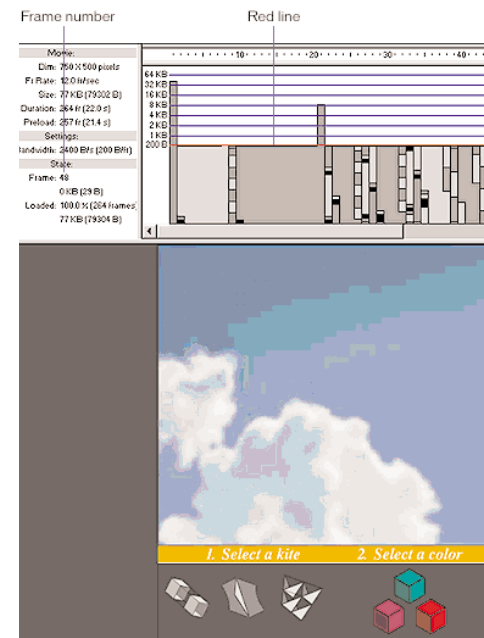 Frame number Red line
Movie:
Dim: 750 X 500 pixels
Fr Rate: 12.0 fr/sec
Size: 77 KB (79302 B)
Duration: 264 fr (22.0 s)
Preload: 257 fr (21.4 s)
Settings:
Bandwidth: 2400 B/s (200 B/fr)
State:
Frame: 48
0 KB (29 B)
Loaded: 100.0 % (264 frames)
77 KB (79304 B)
10 20 30 40
64 KB
32 KB
16 KB
8 KB
4 KB
2 KB
1 KB
200 B
1. Select a kite 2. Select a color